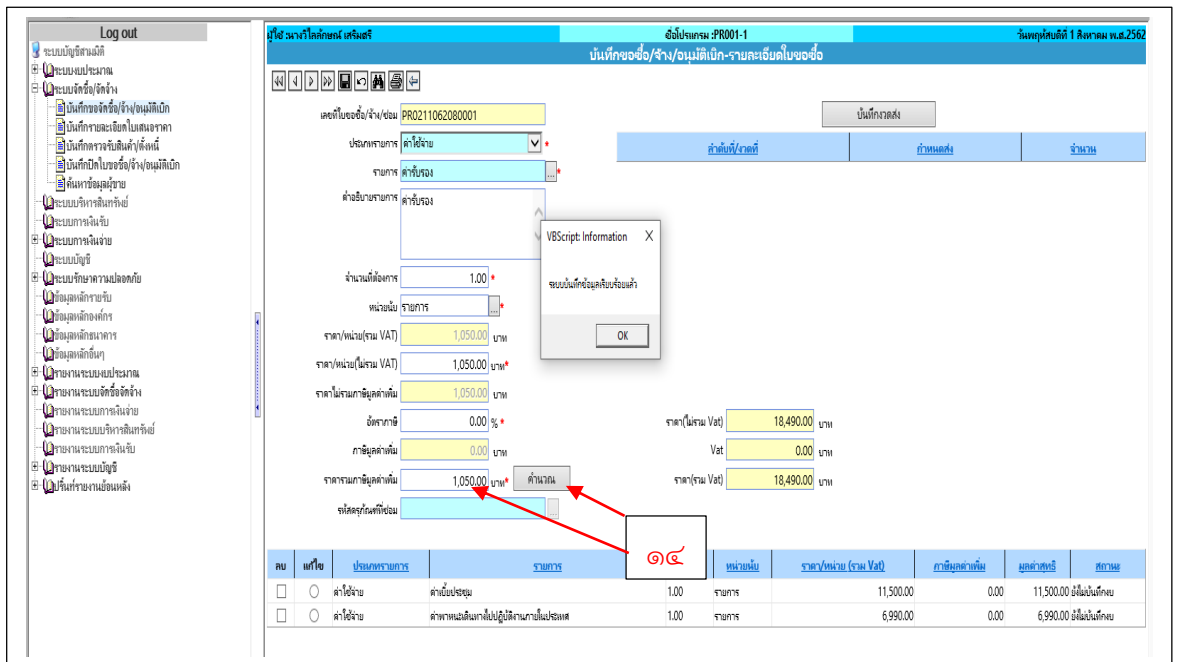 Log out
ระบบบัญชีสามมิติ
ระบบงบประมาณ
ระบบจัดซื้อ/จัดจ้าง
บันทึกขอจัดซื้อ/จ้าง/อนุมัติเบิก
บันทึกรายละเอียดใบเสนอราคา
บันทึกตรวจรับสินค้า/ตั้งหนี้
บันทึกปิดใบขอซื้อ/จ้าง/อนุมัติเบิก
ค้นหาข้อมูลผู้ขาย
ระบบบริหารสินทรัพย์
ระบบการเงินรับ
ระบบการเงินจ่าย
ระบบบัญชี
ระบบรักษาความปลอดภัย
ข้อมูลหลักรายรับ
ข้อมูลหลักองค์กร
ข้อมูลหลักธนาคาร
ข้อมูลหลักอื่นๆ
รายงานระบบงบประมาณ
รายงานระบบจัดซื้อจัดจ้าง
รายงานระบบการเงินจ่าย
รายงานระบบบริหารสินทรัพย์
รายงานระบบการเงินรับ
รายงานระบบบัญชี
ปริ้นท์รายงานย้อนหลัง
ผู้ใช้ :นางวิไลลักษณ์ เสริมศรี ชื่อโปรแกรม :PR001-1 วันพฤหัสบดีที่ 1 สิงหาคม พ.ศ.2562
บันทึกขอซื้อ/จ้าง/อนุมัติเบิก-รายละเอียดใบขอซื้อ
เลขที่ใบขอซื้อ/จ้าง/ซ่อม PR0211062080001 บันทึกงวดส่ง
ประเภทรายการ ค่าใช้จ่าย * ลำดับที่/งวดที่ กำหนดส่ง จำนวน
รายการ ค่ารับรอง ... *
คำอธิบายรายการ ค่ารับรอง
VBScript: Information X
ระบบบันทึกข้อมูลเรียบร้อยแล้ว
OK
จำนวนที่ต้องการ 1.00 *
หน่วยนับ รายการ ... *
ราคา/หน่วย(รวม VAT) 1,050.00 บาท
ราคา/หน่วย(ไม่รวม VAT) 1,050.00 บาท*
ราคาไม่รวมภาษีมูลค่าเพิ่ม 1,050.00 บาท
อัตราภาษี 0.00 % * ราคา(ไม่รวม Vat) 18,490.00 บาท
ภาษีมูลค่าเพิ่ม 0.00 บาท Vat 0.00 บาท
ราคารวมภาษีมูลค่าเพิ่ม 1,050.00 บาท* คำนวณ ราคา(รวม Vat) 18,490.00 บาท
รหัสครุภัณฑ์ที่ซ่อม ...
๑๔
ลบ แก้ไข ประเภทรายการ รายการ หน่วยนับ ราคา/หน่วย (รวม Vat) ภาษีมูลค่าเพิ่ม มูลค่าสุทธิ สถานะ
ค่าใช้จ่าย ค่าเบี้ยประชุม 1.00 รายการ 11,500.00 0.00 11,500.00 ยังไม่บันทึกงบ
ค่าใช้จ่าย ค่าพาหนะเดินทางไปปฏิบัติงานภายในประเทศ 1.00 รายการ 6,990.00 0.00 6,990.00 ยังไม่บันทึกงบ